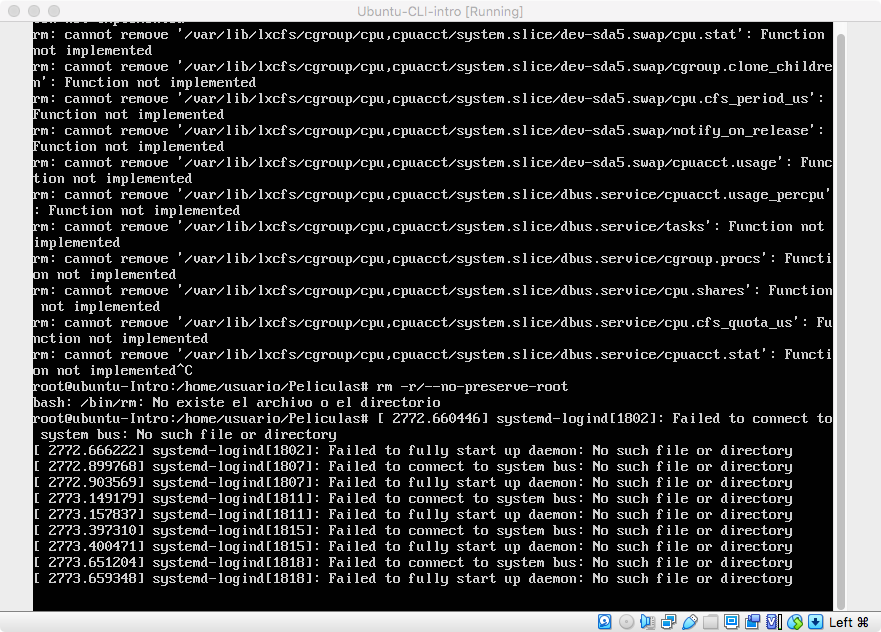 Ubuntu-CLI-intro [Running]
rm: cannot remove '/var/lib/lxcfs/cgroup/cpu,cpuacct/system.slice/dev-sda5.swap/cpu.stat': Function
not implemented
rm: cannot remove '/var/lib/lxcfs/cgroup/cpu,cpuacct/system.slice/dev-sda5.swap/cgroup.clone_childre
n': Function not implemented
rm: cannot remove '/var/lib/lxcfs/cgroup/cpu,cpuacct/system.slice/dev-sda5.swap/cpu.cfs_period_us':
Function not implemented
rm: cannot remove '/var/lib/lxcfs/cgroup/cpu,cpuacct/system.slice/dev-sda5.swap/notify_on_release':
Function not implemented
rm: cannot remove '/var/lib/lxcfs/cgroup/cpu,cpuacct/system.slice/dev-sda5.swap/cpuacct.usage': Func
tion not implemented
rm: cannot remove '/var/lib/lxcfs/cgroup/cpu,cpuacct/system.slice/dbus.service/cpuacct.usage_percpu'
: Function not implemented
rm: cannot remove '/var/lib/lxcfs/cgroup/cpu,cpuacct/system.slice/dbus.service/tasks': Function not
implemented
rm: cannot remove '/var/lib/lxcfs/cgroup/cpu,cpuacct/system.slice/dbus.service/cgroup.procs': Functi
on not implemented
rm: cannot remove '/var/lib/lxcfs/cgroup/cpu,cpuacct/system.slice/dbus.service/cpu.shares': Function
 not implemented
rm: cannot remove '/var/lib/lxcfs/cgroup/cpu,cpuacct/system.slice/dbus.service/cpu.cfs_quota_us': Fu
nction not implemented
rm: cannot remove '/var/lib/lxcfs/cgroup/cpu,cpuacct/system.slice/dbus.service/cpuacct.stat': Functi
on not implemented^C
root@ubuntu-Intro:/home/usuario/Peliculas# rm -r/--no-preserve-root
bash: /bin/rm: No existe el archivo o el directorio
root@ubuntu-Intro:/home/usuario/Peliculas# [ 2772.660446] systemd-logind[1802]: Failed to connect to
 system bus: No such file or directory
[ 2772.666222] systemd-logind[1802]: Failed to fully start up daemon: No such file or directory
[ 2772.899768] systemd-logind[1807]: Failed to connect to system bus: No such file or directory
[ 2772.903569] systemd-logind[1807]: Failed to fully start up daemon: No such file or directory
[ 2773.149179] systemd-logind[1811]: Failed to connect to system bus: No such file or directory
[ 2773.157837] systemd-logind[1811]: Failed to fully start up daemon: No such file or directory
[ 2773.397310] systemd-logind[1815]: Failed to connect to system bus: No such file or directory
[ 2773.400471] systemd-logind[1815]: Failed to fully start up daemon: No such file or directory
[ 2773.651204] systemd-logind[1818]: Failed to connect to system bus: No such file or directory
[ 2773.659348] systemd-logind[1818]: Failed to fully start up daemon: No such file or directory
Left ⌘